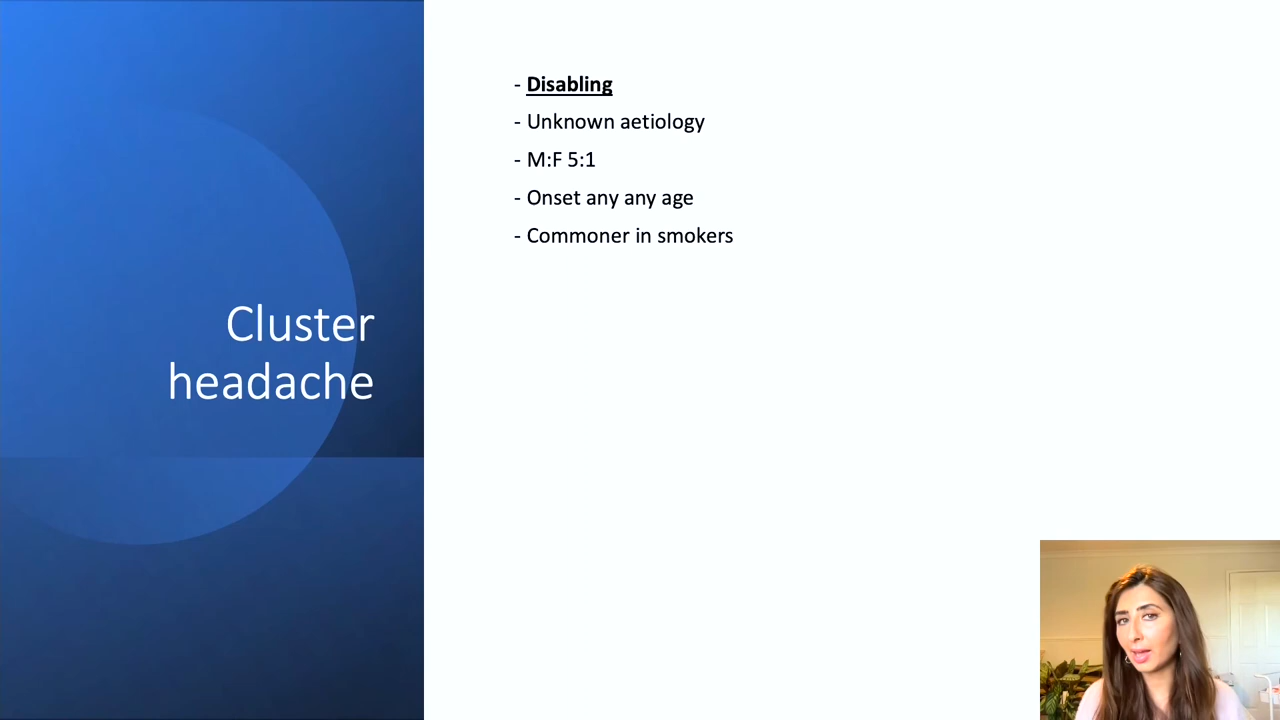 Cluster
headache
- Disabling
- Unknown aetiology
- M:F 5:1
- Onset any any age
- Commoner in smokers